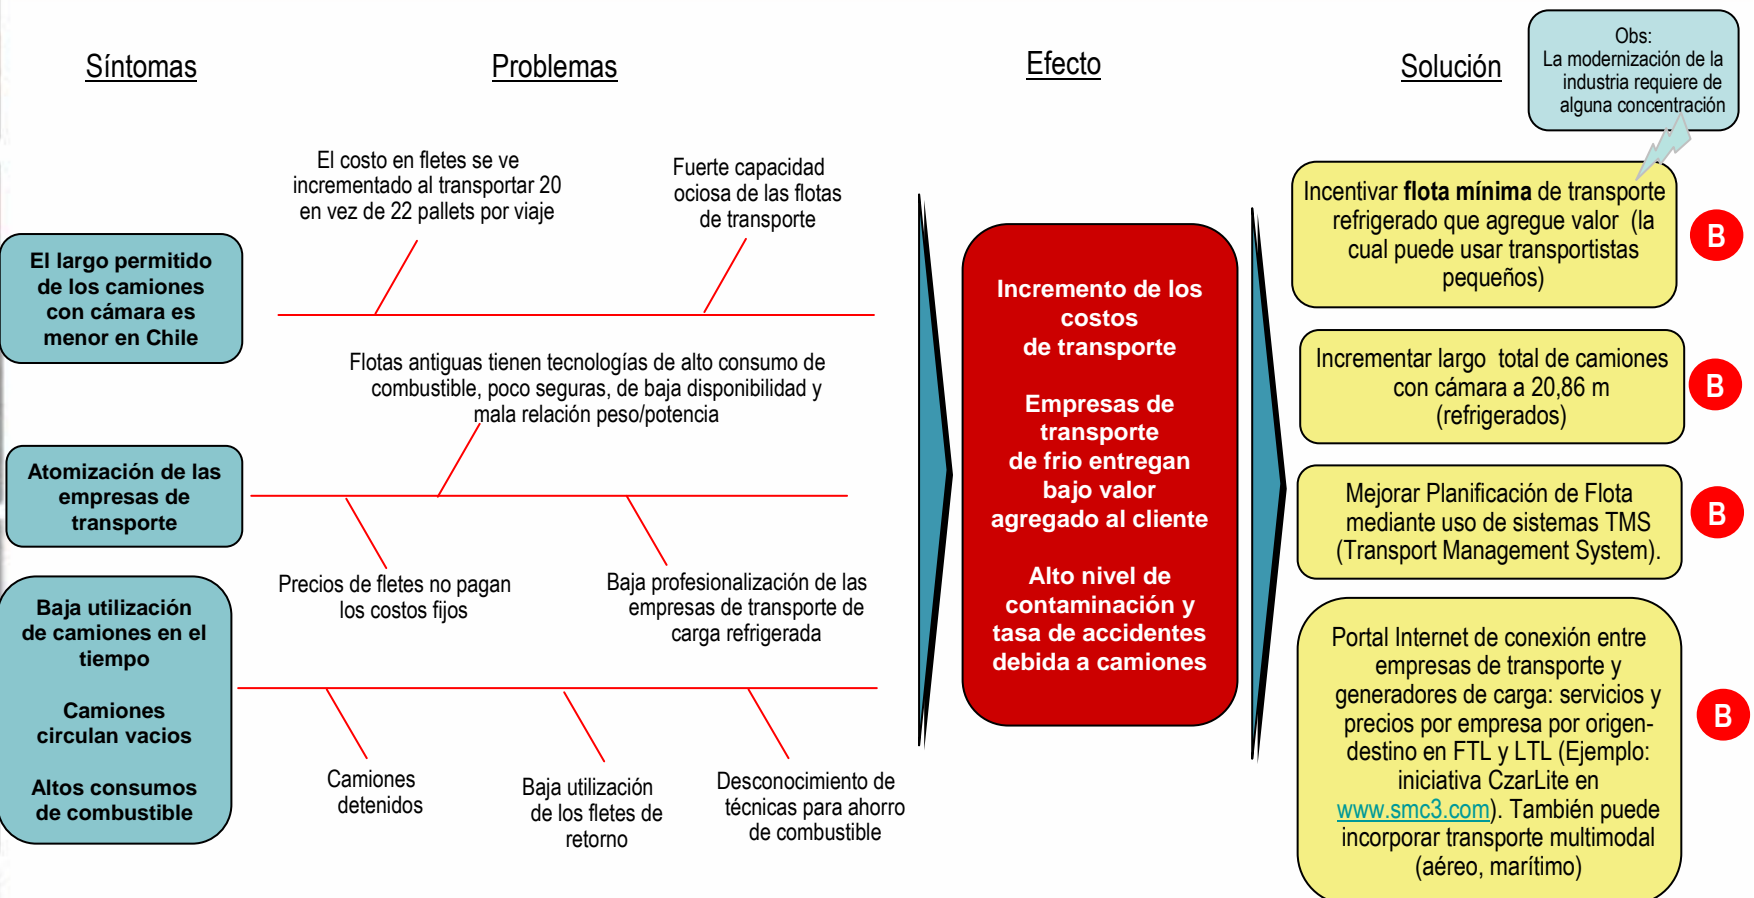 Síntomas
Problemas
Efecto
Solución
Obs:
La modernización de la
industria requiere de
alguna concentración
El largo permitido
de los camiones
con cámara es
menor en Chile
El costo en fletes se ve
incrementado al transportar 20
en vez de 22 pallets por viaje
Fuerte capacidad
ociosa de las flotas
de transporte
Atomización de las
empresas de
transporte
Flotas antiguas tienen tecnologías de alto consumo de
combustible, poco seguras, de baja disponibilidad y
mala relación peso/potencia
Precios de fletes no pagan
los costos fijos
Baja profesionalización de las
empresas de transporte de
carga refrigerada
Baja utilización
de camiones en el
tiempo
Camiones
circulan vacios
Altos consumos
de combustible
Camiones
detenidos
Baja utilización
de los fletes de
retorno
Desconocimiento de
técnicas para ahorro
de combustible
Incremento de los
costos
de transporte
Empresas de
transporte
de frio entregan
bajo valor
agregado al cliente
Alto nivel de
contaminación y
tasa de accidentes
debida a camiones
Incentivar flota mínima de transporte
refrigerado que agregue valor (la
cual puede usar transportistas
pequeños)
B
Incrementar largo total de camiones
con cámara a 20,86 m
(refrigerados)
B
Mejorar Planificación de Flota
mediante uso de sistemas TMS
(Transport Management System).
B
Portal Internet de conexión entre
empresas de transporte y
generadores de carga: servicios y
precios por empresa por origen-
destino en FTL y LTL (Ejemplo:
iniciativa CzarLite en
www.smc3.com). También puede
incorporar transporte multimodal
(aéreo, marítimo)
B